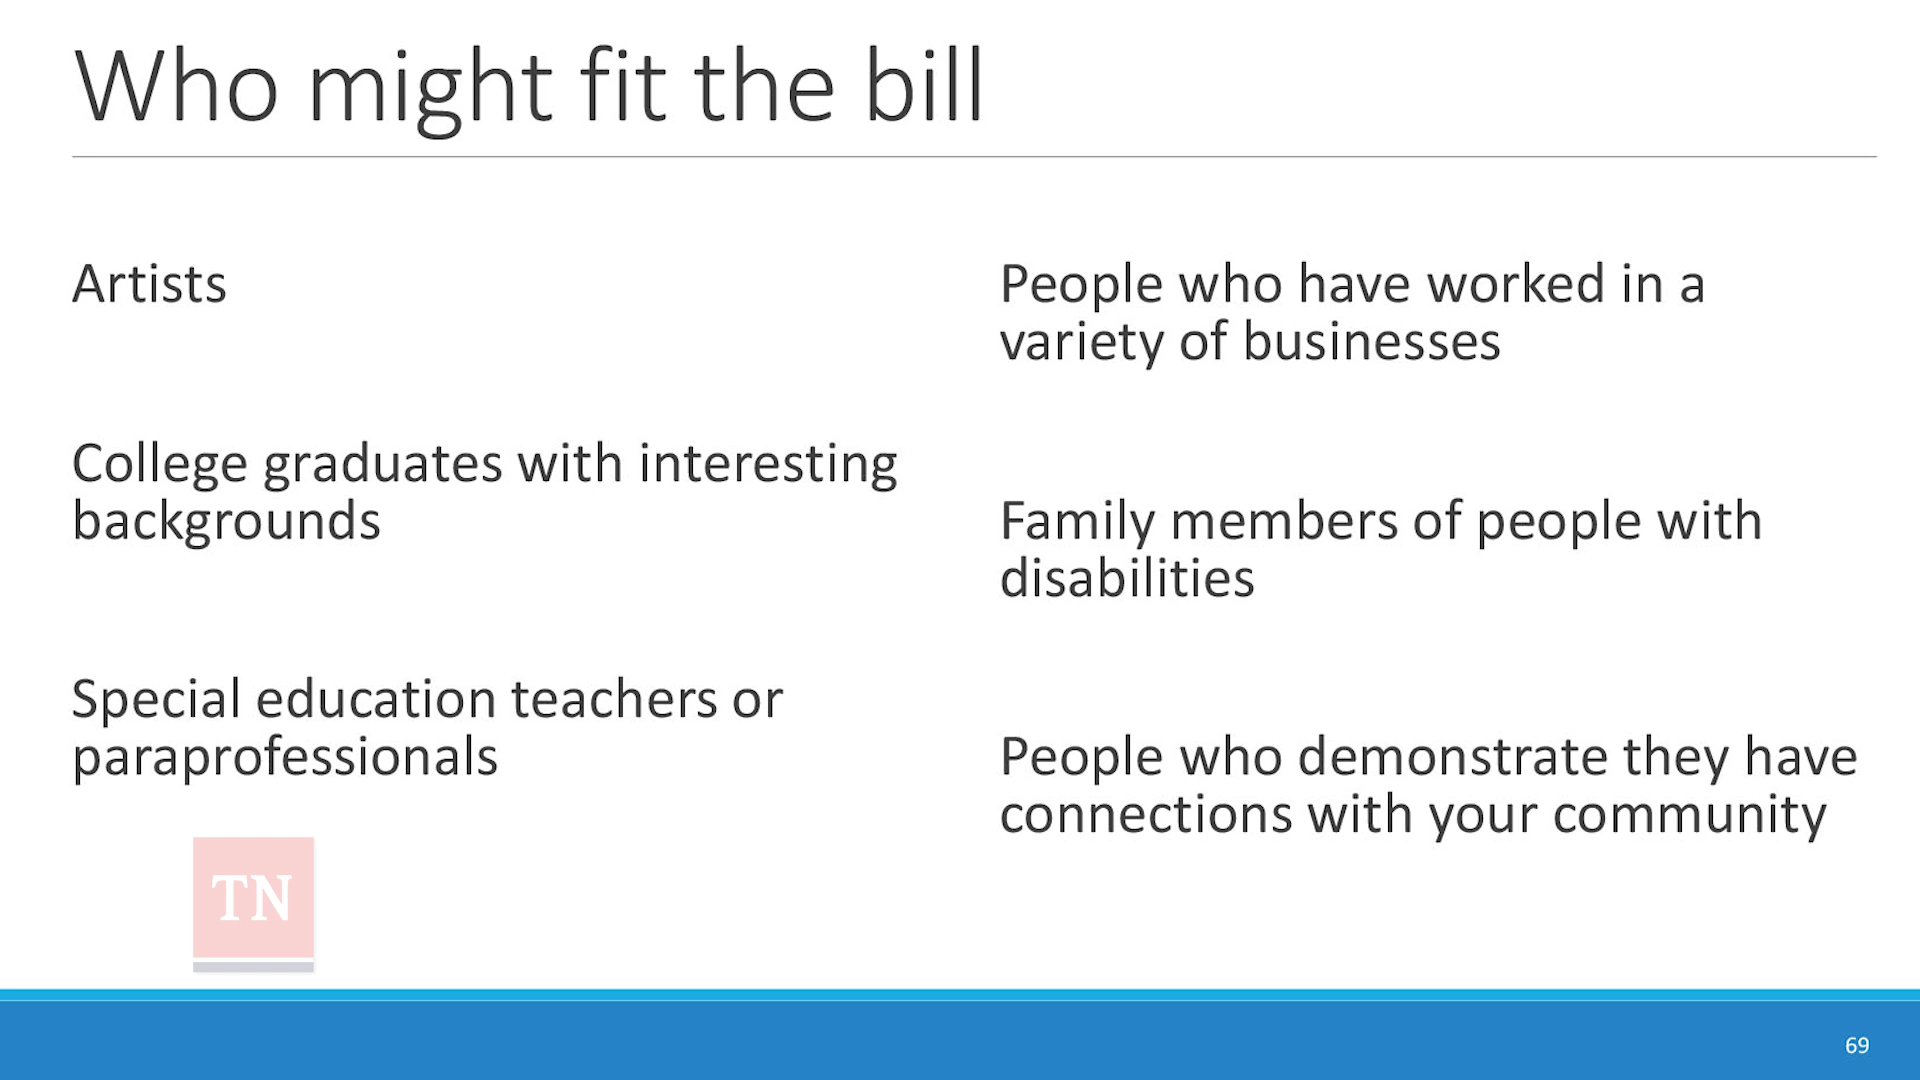 Who might fit the bill
Artists
College graduates with interesting
backgrounds
Special education teachers or
paraprofessionals
People who have worked in a
variety of businesses
Family members of people with
disabilities
People who demonstrate they have
connections with your community
TN
69